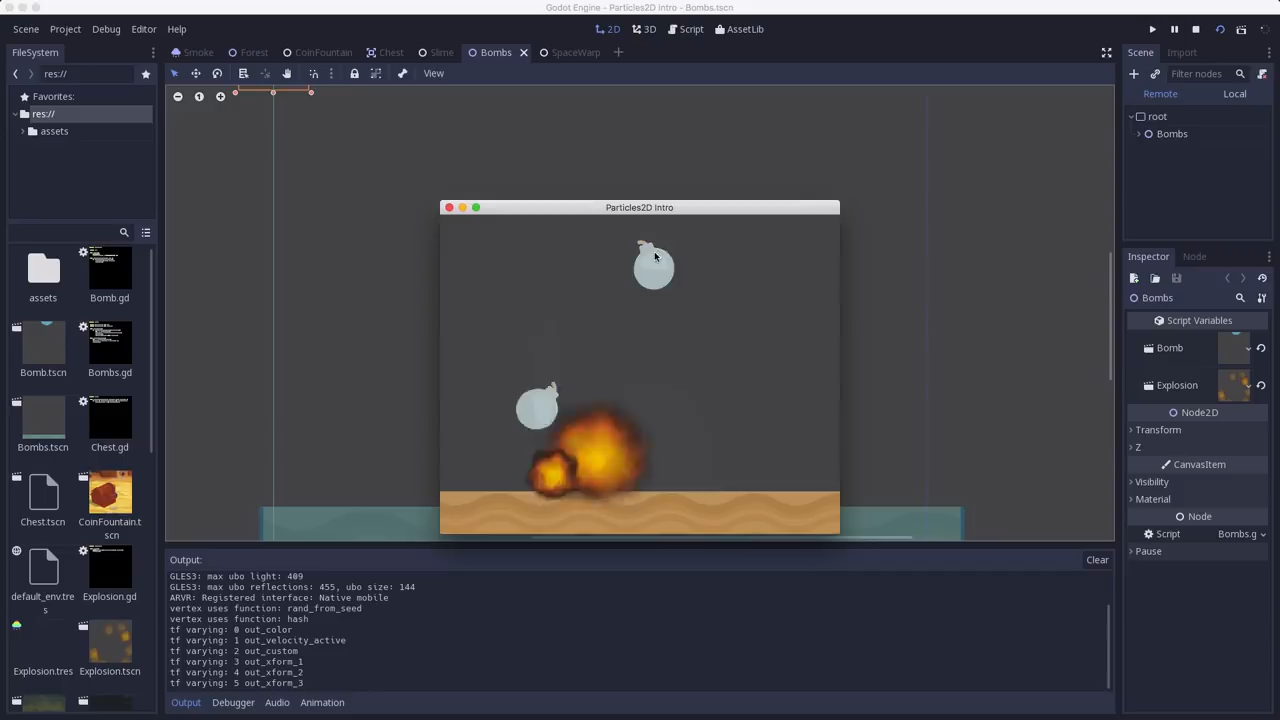 Godot Engine - Particles2D Intro - Bombs.tscn
Scene Project Debug Editor Help
2D 3D Script AssetLib
FileSystem
Smoke Forest CoinFountain Chest Slime Bombs SpaceWarp
Scene Import
res://
View
Filter nodes
Favorites:
res://
assets
Remote Local
root
Bombs
Particles2D Intro
Inspector Node
Bombs
Script Variables
Bomb
Explosion
Node2D
Transform
Z
CanvasItem
Visibility
Material
Node
Script Bombs.g
Pause
assets Bomb.gd
Bomb.tscn Bombs.gd
Bombs.tscn Chest.gd
Chest.tscn CoinFountain.t
scn
default_env.tre
s
Explosion.gd
Explosion.tres Explosion.tscn
Output: Clear
GLES3: max ubo light: 409
GLES3: max ubo reflections: 455, ubo size: 144
ARVR: Registered interface: Native mobile
vertex uses function: rand_from_seed
vertex uses function: hash
tf varying: 0 out_color
tf varying: 1 out_velocity_active
tf varying: 2 out_custom
tf varying: 3 out_xform_1
tf varying: 4 out_xform_2
tf varying: 5 out_xform_3
Output Debugger Audio Animation